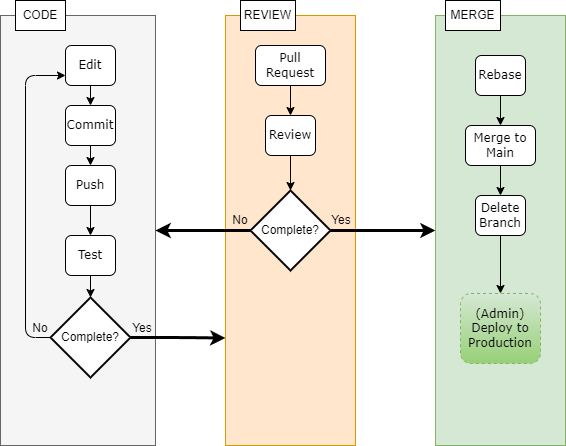 CODE
Edit
Commit
Push
Test
Complete?
No
Yes
REVIEW
Pull
Request
Review
Complete?
No
Yes
MERGE
Rebase
Merge to
Main
Delete
Branch
(Admin)
Deploy to
Production